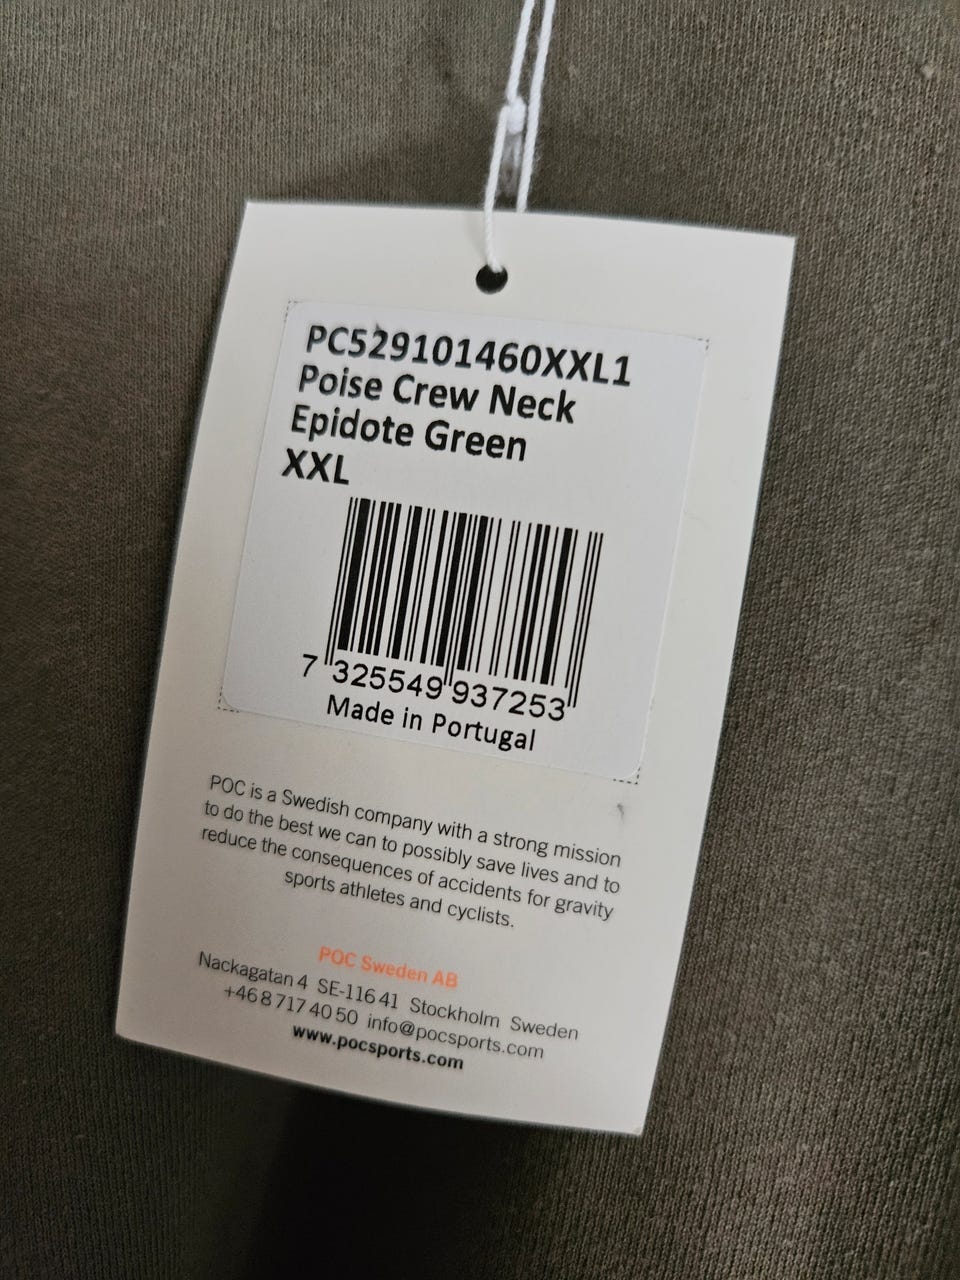 PC529101460XXL1
Poise Crew Neck
Epidote Green
XXL
7 325549 937253
Made in Portugal
POC is a Swedish company with a strong mission
to do the best we can to possibly save lives and to
reduce the consequences of accidents for gravity
sports athletes and cyclists.
POC Sweden AB
Nackagatan 4 SE-116 41 Stockholm Sweden
+46 8 717 40 50 info@pocsports.com
www.pocsports.com